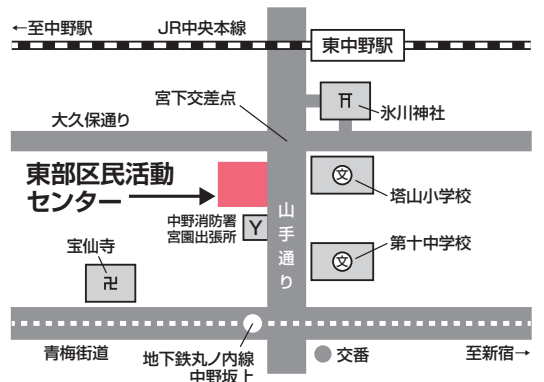 ←至中野駅
JR中央本線
東中野駅
宮下交差点
氷川神社
大久保通り
東部区民活動
センター
塔山小学校
文
中野消防署
宮園出張所
Y
山手通り
第十中学校
文
宝仙寺
卍
青梅街道
地下鉄丸ノ内線
中野坂上
交番
至新宿→